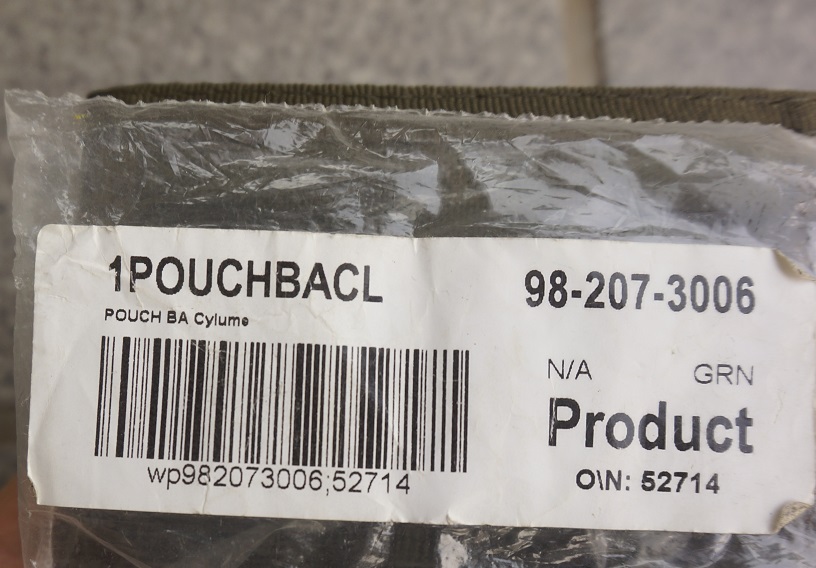 1POUCHBACL
98-207-3006
POUCH BA Cylume
N/A GRN
Product
wp982073006;52714
O\N: 52714